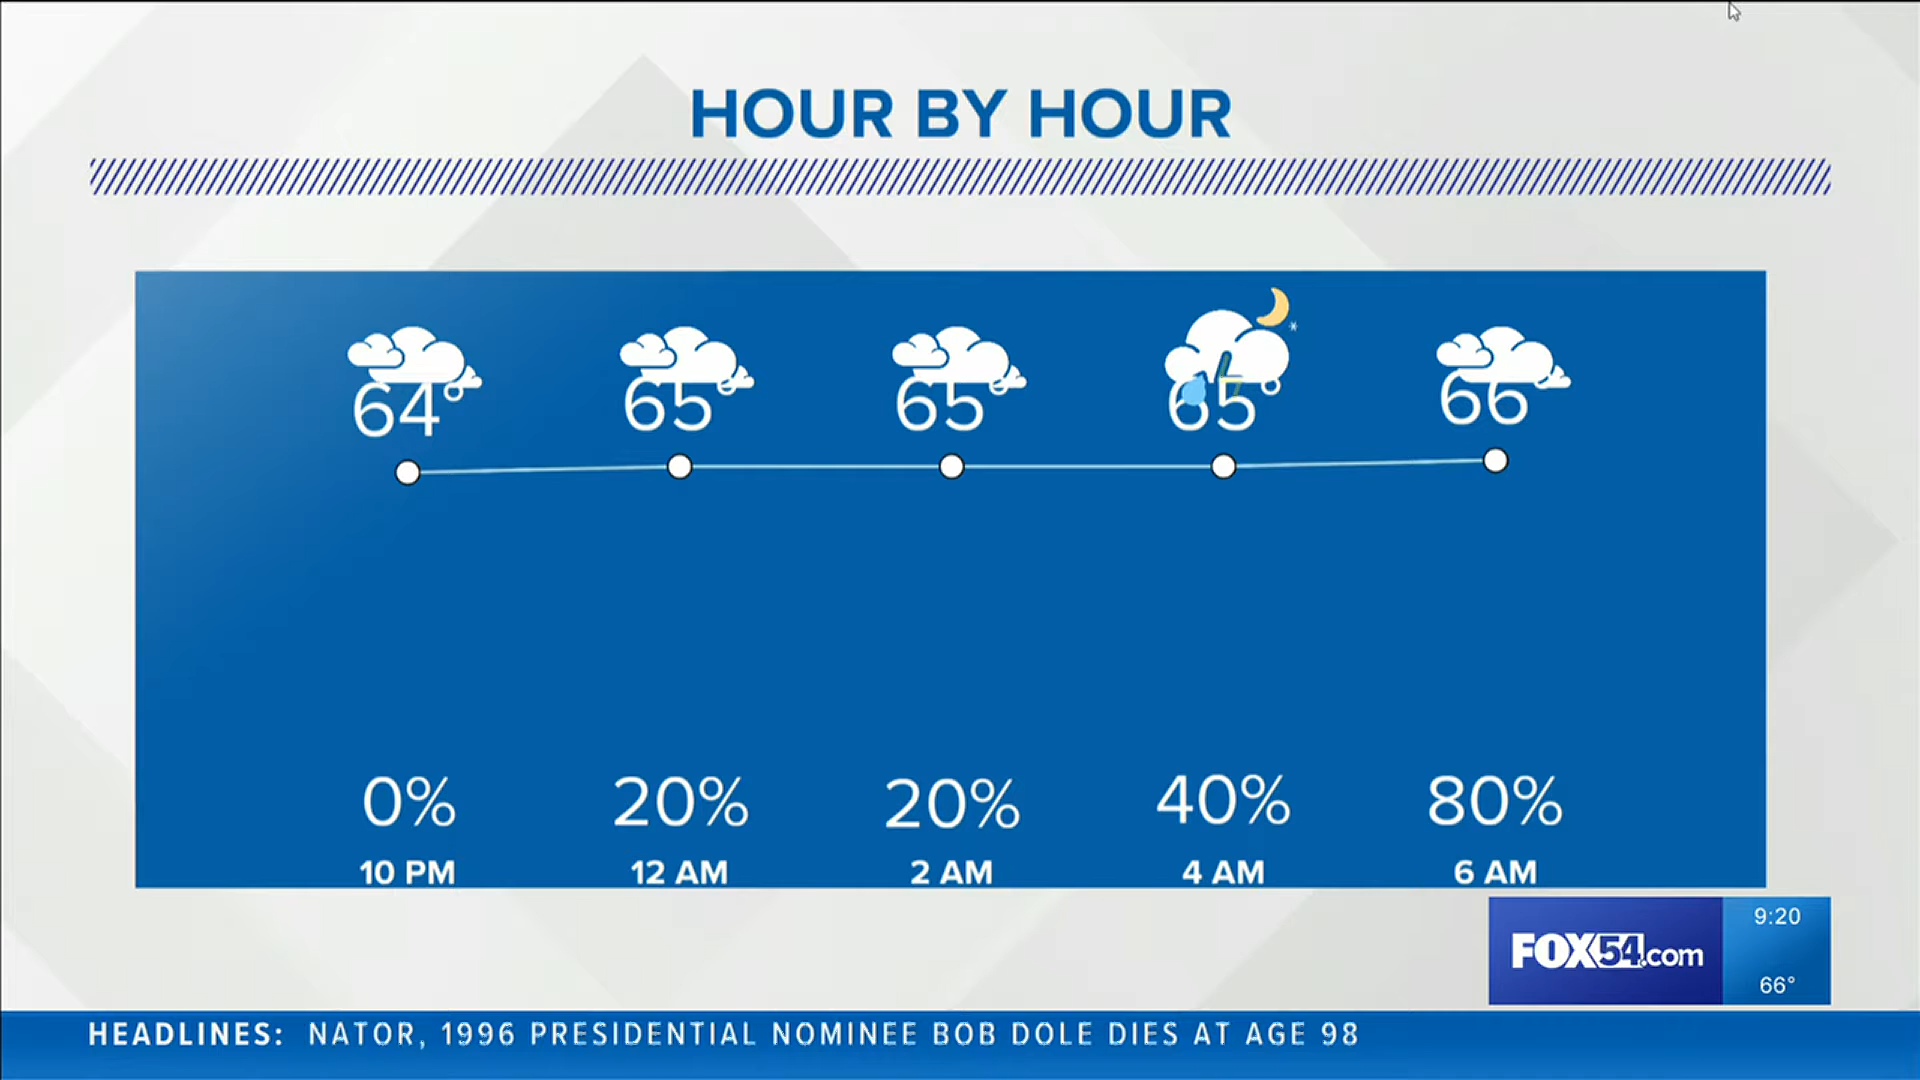 HOUR BY HOUR
64° 65° 65° 65° 66°
0% 20% 20% 40% 80%
10 PM 12 AM 2 AM 4 AM 6 AM
FOX54.com
9:20
66°
HEADLINES: NATOR, 1996 PRESIDENTIAL NOMINEE BOB DOLE DIES AT AGE 98